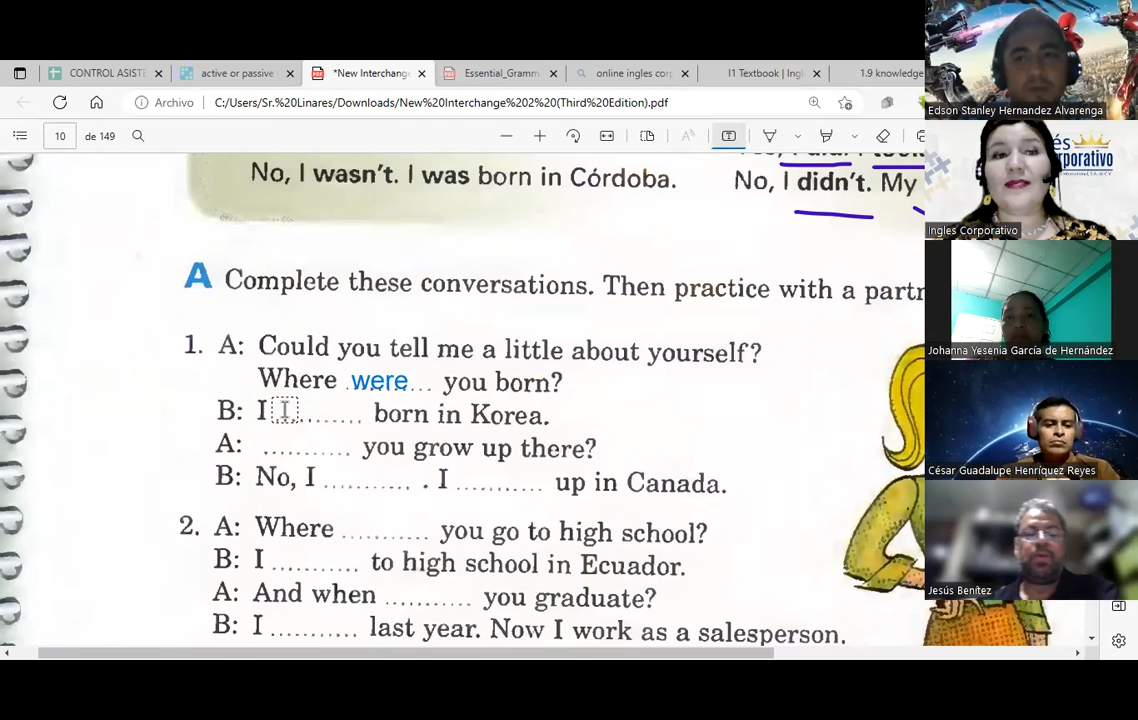 CONTROL ASIST
active or passive
*New Interchange
Essential_Gramm
online ingles cor
I1 Textbook | Ingl
1.9 knowledge
Archivo
C:/Users/Sr.%20Linares/Downloads/New%20Interchange%202%20(Third%20Edition).pdf
10
de 149
No, I wasn't. I was born in Córdoba.
No, I didn't. My
A Complete these conversations. Then practice with a partn
1. A: Could you tell me a little about yourself?
Where were ... you born?
B: I ........ born in Korea.
A: .......... you grow up there?
B: No, I .......... . I .......... up in Canada.
2. A: Where .......... you go to high school?
B: I .......... to high school in Ecuador.
A: And when .......... you graduate?
B: I .......... last year. Now I work as a salesperson.
Edson Stanley Hernandez Alvarenga
és
orporativo
Ingles Corporativo
Johanna Yesenia García de Hernández
César Guadalupe Henríquez Reyes
Jesús Benítez